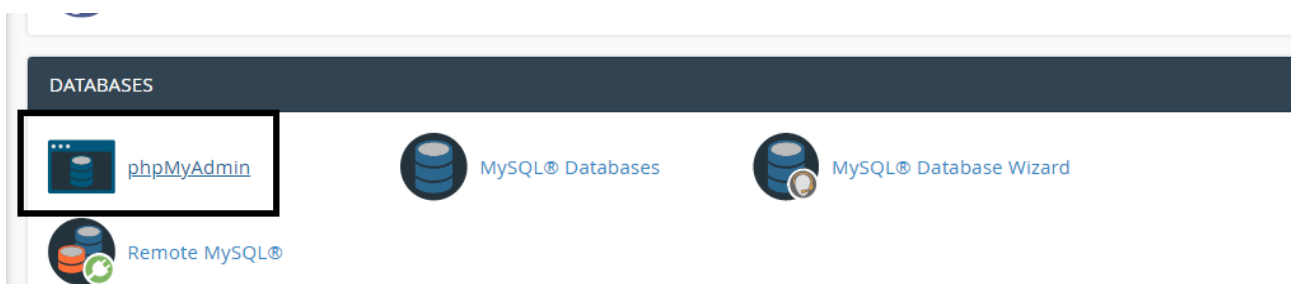 DATABASES
phpMyAdmin
MySQL® Databases
MySQL® Database Wizard
Remote MySQL®